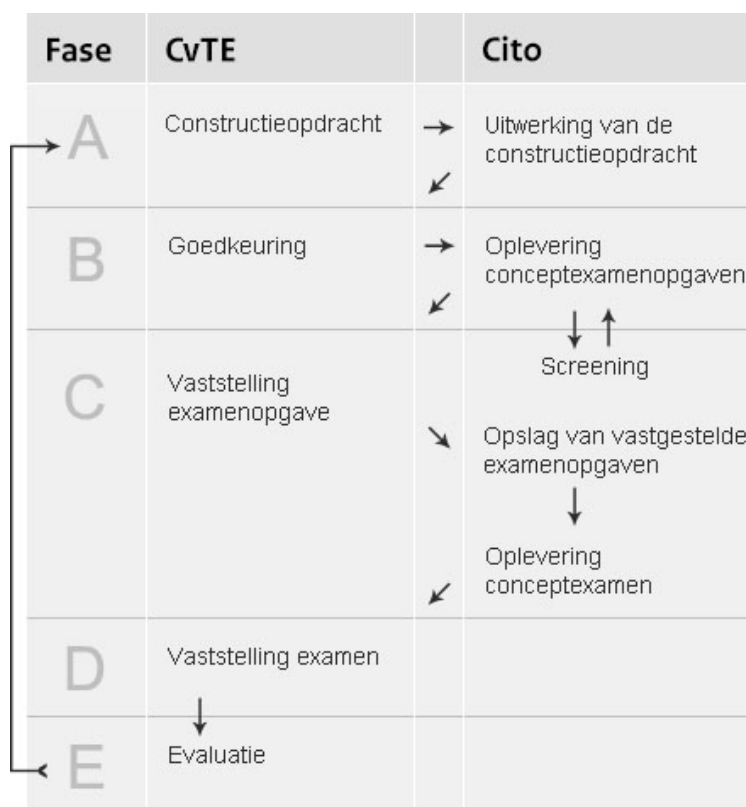 Fase CvTE Cito
A Constructieopdracht → Uitwerking van de
constructieopdracht
↙
B Goedkeuring → Oplevering
conceptexamenopgaven
↙ ↓ ↑
Screening
C Vaststelling
examenopgave
↘ Opslag van vastgestelde
examenopgaven
↓
Oplevering
conceptexamen
↙
D Vaststelling examen
↓
E Evaluatie